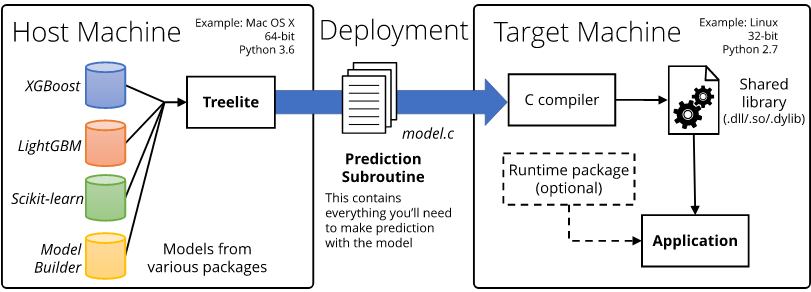 Host Machine
Example: Mac OS X
64-bit
Python 3.6
XGBoost
LightGBM
Scikit-learn
Model
Builder
Treelite
Models from
various packages
Deployment
model.c
Prediction
Subroutine
This contains
everything you'll need
to make prediction
with the model
Target Machine
Example: Linux
32-bit
Python 2.7
C compiler
Shared
library
(.dll/.so/.dylib)
Runtime package
(optional)
Application